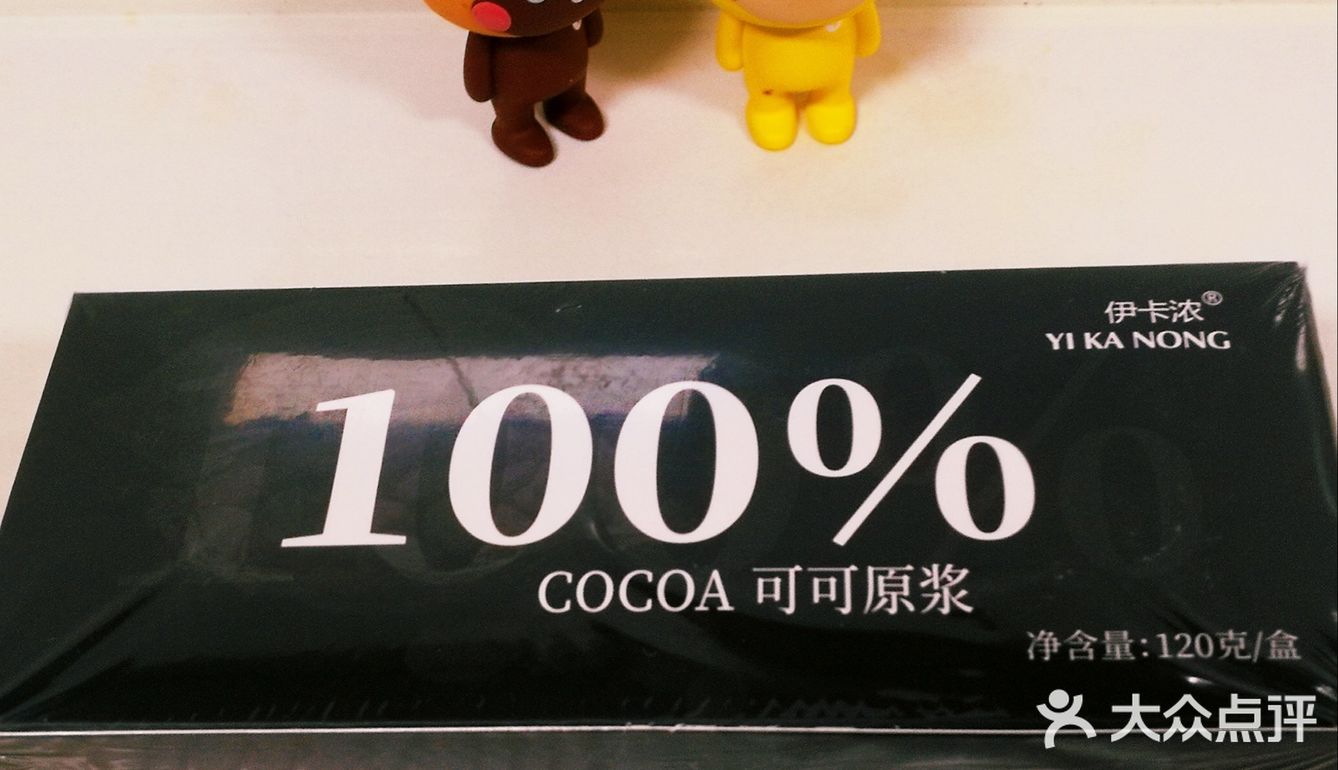 伊卡浓®
YI KA NONG
100%
COCOA 可可原浆
净含量:120克/盒
大众点评